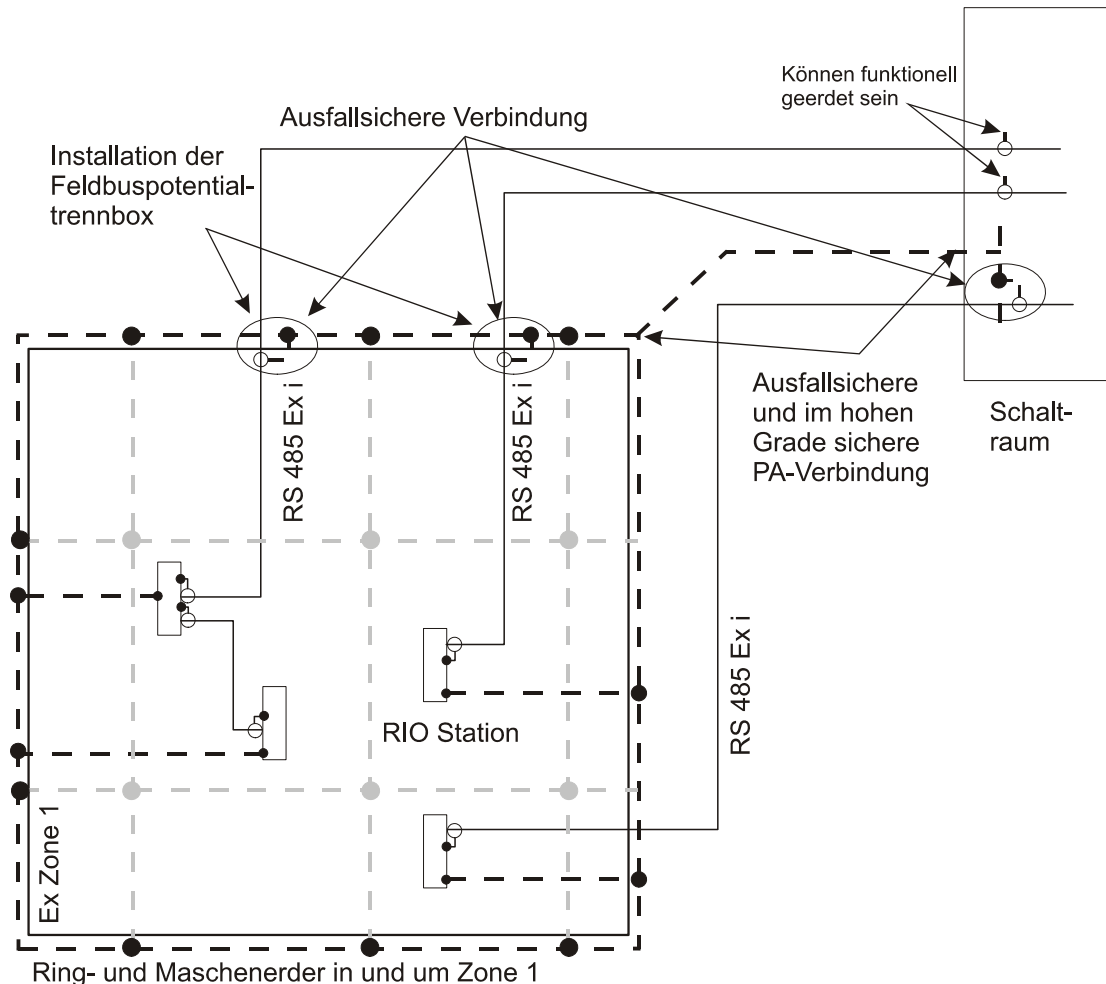 Können funktionell
geerdet sein
Ausfallsichere Verbindung
Installation der
Feldbuspotential-
trennbox
RS 485 Ex i
RS 485 Ex i
Ausfallsichere
und im hohen
Grade sichere
PA-Verbindung
Schalt-
raum
RS 485 Ex i
RIO Station
Ex Zone 1
Ring- und Maschenerder in und um Zone 1